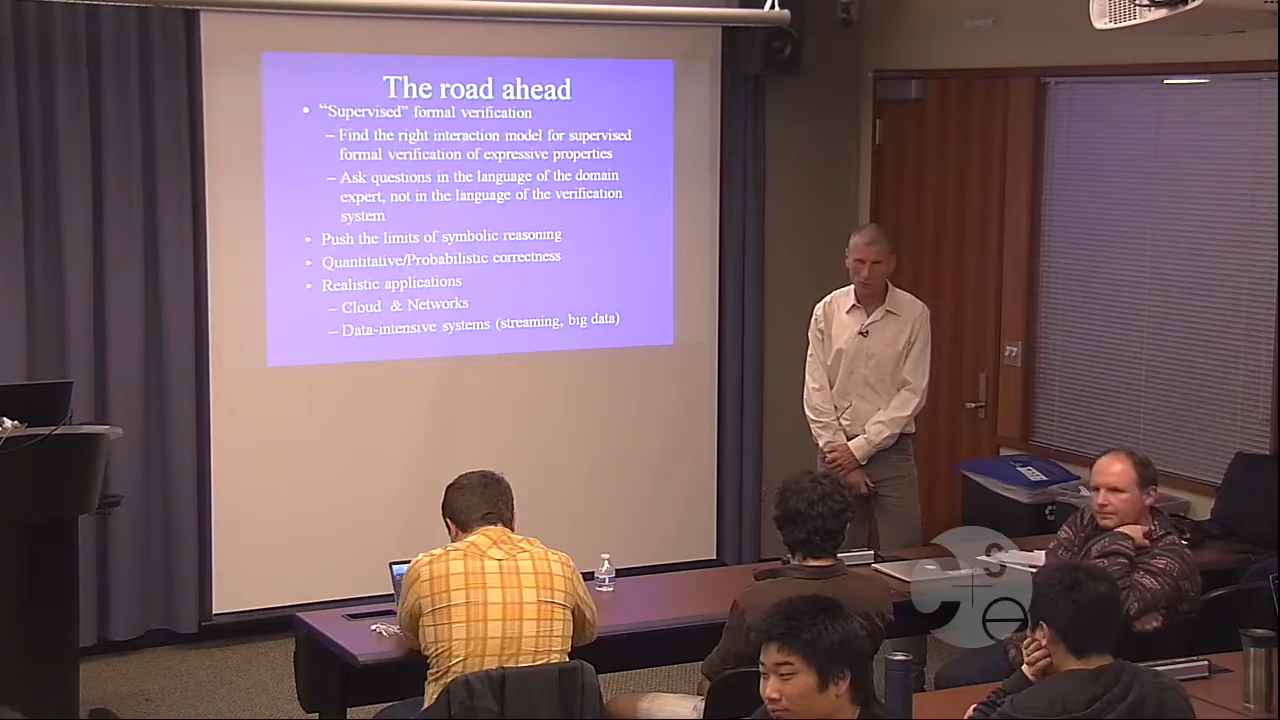 The road ahead
• “Supervised” formal verification
– Find the right interaction model for supervised
formal verification of expressive properties
– Ask questions in the language of the domain
expert, not in the language of the verification
system
• Push the limits of symbolic reasoning
• Quantitative/Probabilistic correctness
• Realistic applications
– Cloud & Networks
– Data-intensive systems (streaming, big data)